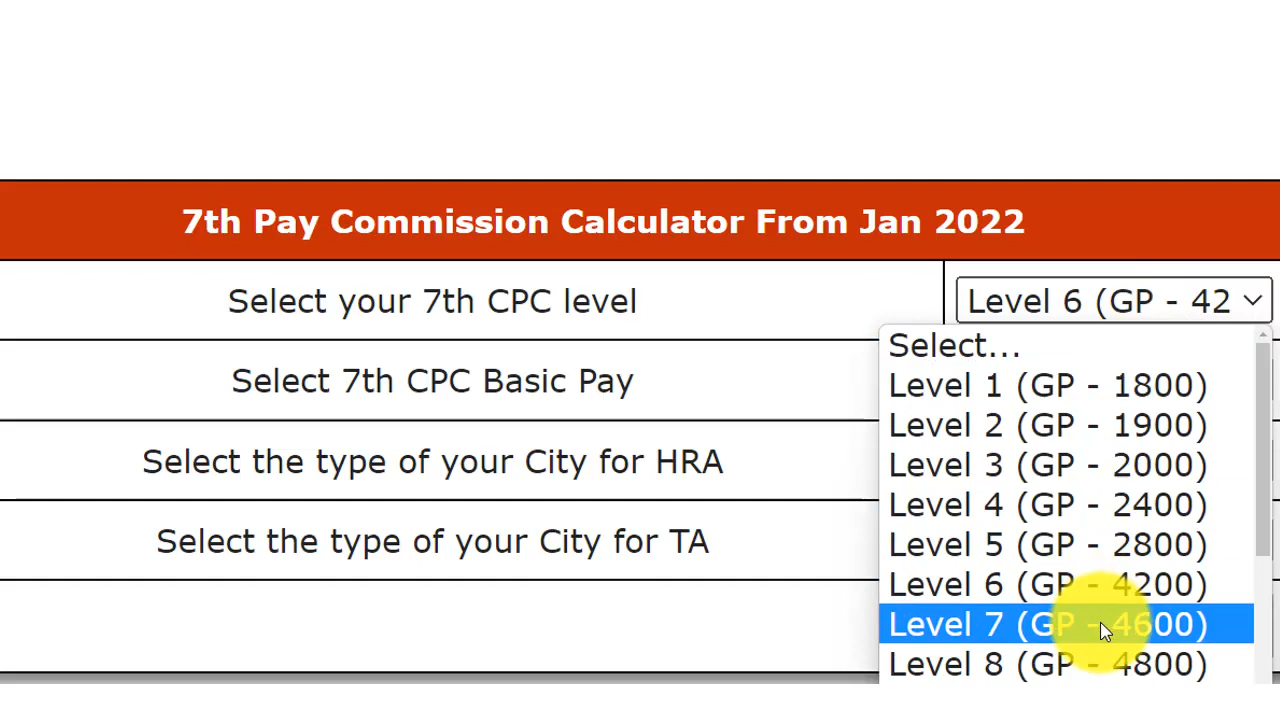 7th Pay Commission Calculator From Jan 2022
Select your 7th CPC level
Level 6 (GP - 42
Select...
Level 1 (GP - 1800)
Select 7th CPC Basic Pay
Level 2 (GP - 1900)
Level 3 (GP - 2000)
Select the type of your City for HRA
Level 4 (GP - 2400)
Level 5 (GP - 2800)
Select the type of your City for TA
Level 6 (GP - 4200)
Level 7 (GP - 4600)
Level 8 (GP - 4800)